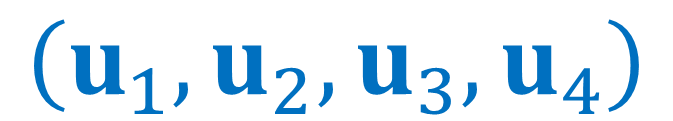 (𝐮₁, 𝐮₂, 𝐮₃, 𝐮₄)